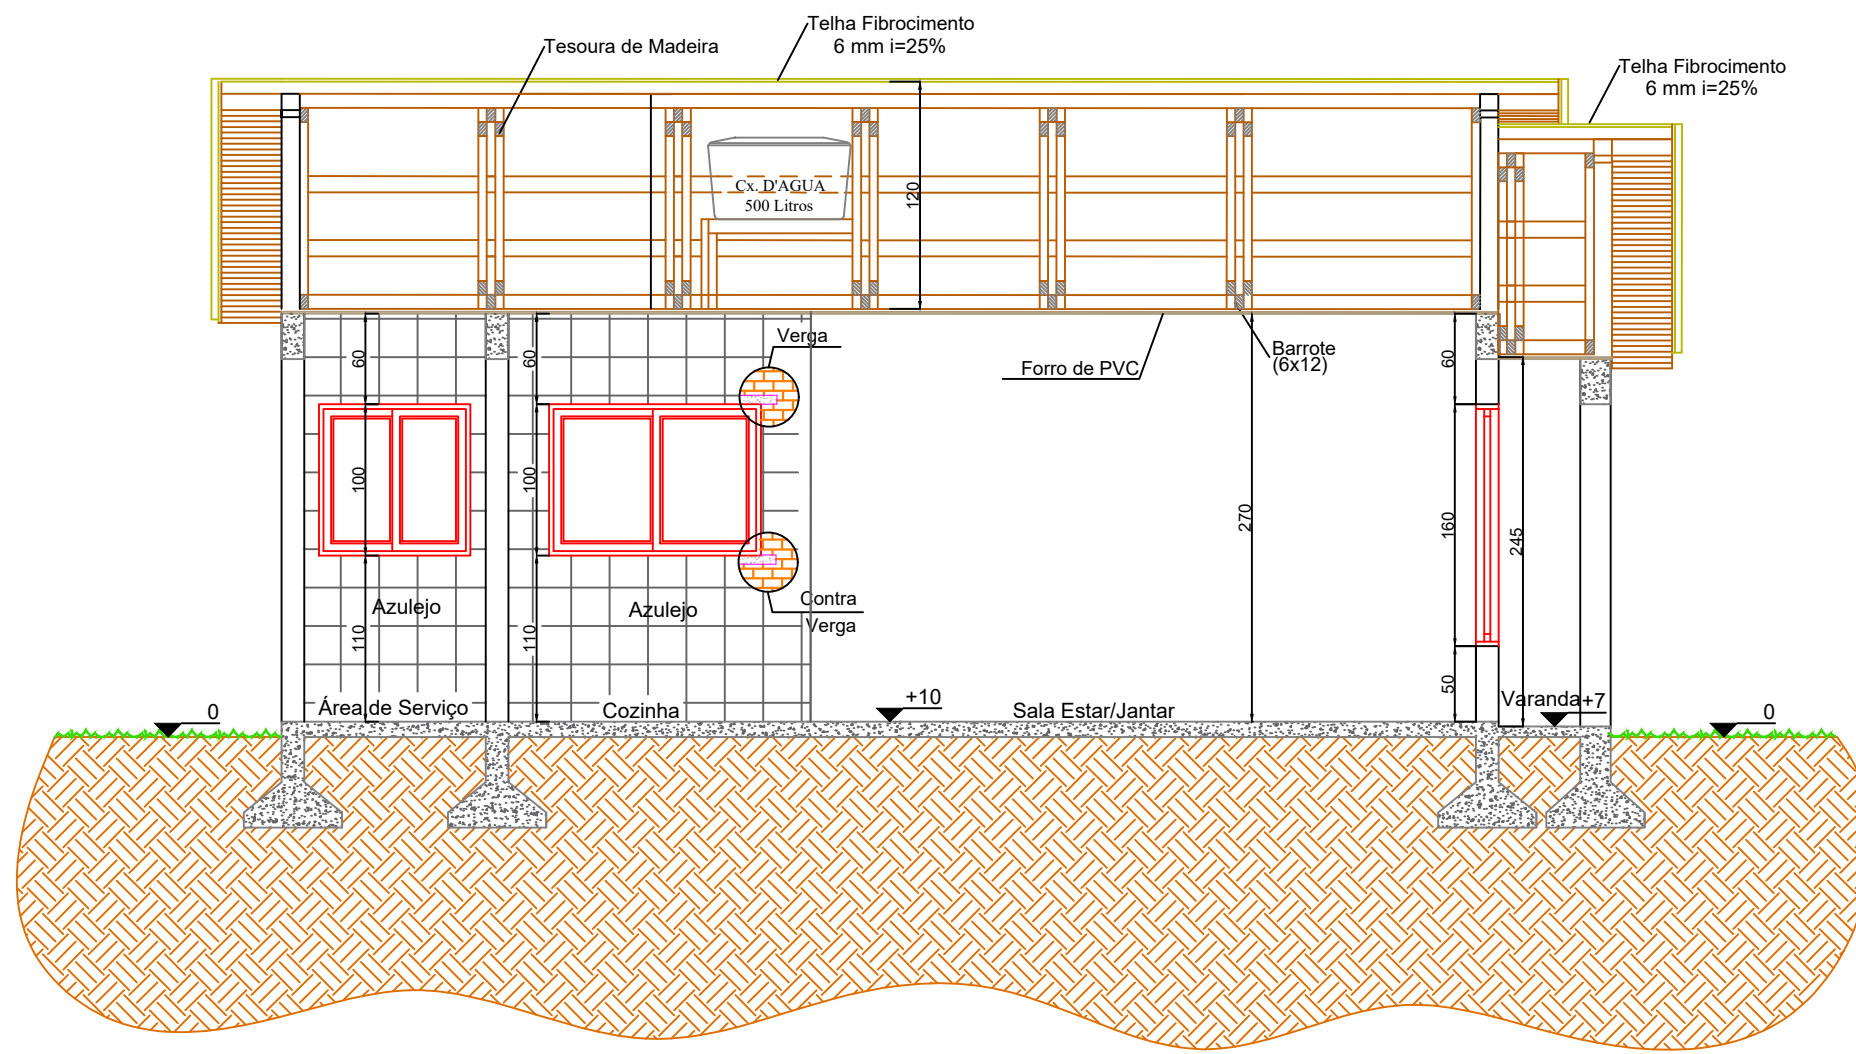 Telha Fibrocimento
6 mm i=25%
Tesoura de Madeira
Telha Fibrocimento
6 mm i=25%
Cx. D'AGUA
500 Litros
120
Verga
60
60
Forro de PVC
Barrote
(6x12)
60
100
100
270
160
245
Azulejo
Azulejo
Contra
Verga
110
110
50
Área de Serviço
Cozinha
+10
Sala Estar/Jantar
Varanda
+7
0
0